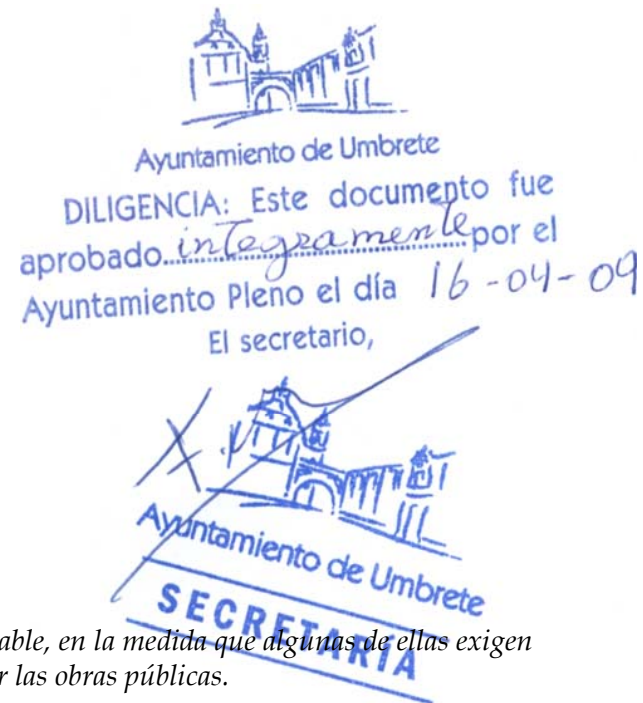 Ayuntamiento de Umbrete
DILIGENCIA: Este documento fue
aprobado integramente por el
Ayuntamiento Pleno el día 16-04-09
El secretario,
Ayuntamiento de Umbrete
SECRETARIA
able, en la medida que algunas de ellas exigen
r las obras públicas.